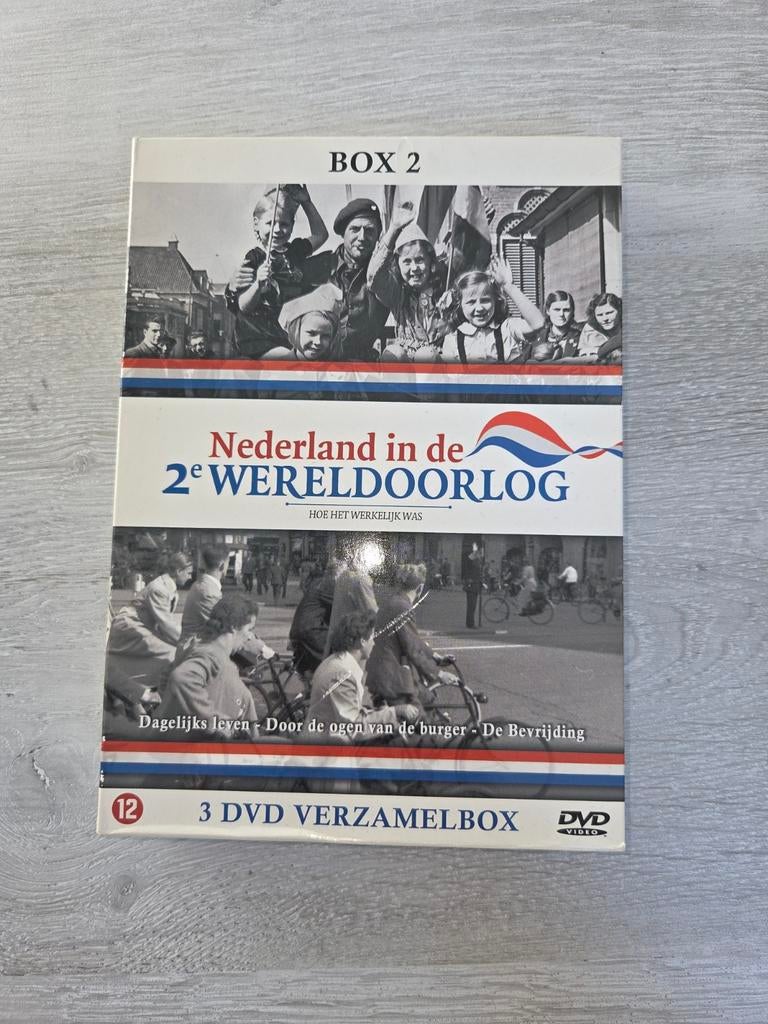 BOX 2
Nederland in de
2e WERELDOORLOG
HOE HET WERKELIJK WAS
Dagelijks leven - Door de ogen van de burger - De Bevrijding
12
3 DVD VERZAMELBOX
DVD
VIDEO